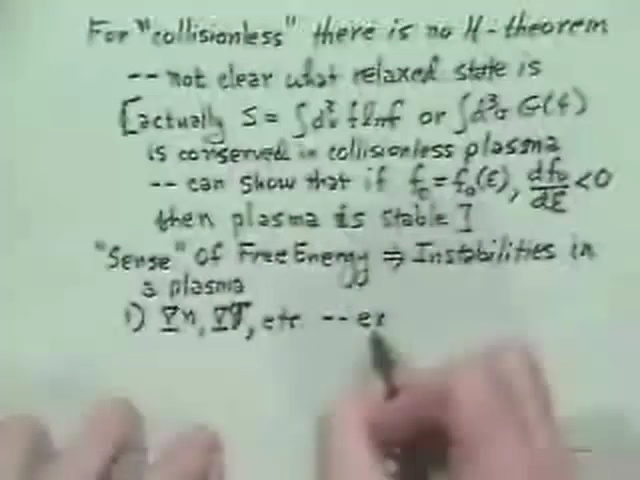 For "collisionless" there is no H-theorem
-- not clear what relaxed state is
[actually S = ∫d³v f ln f or ∫d³v G(f)
is conserved in collisionless plasma
-- can show that if f₀ = f₀(ε), df₀/dε < 0
then plasma is stable]
"Sense" of Free Energy ⇒ Instabilities in
a plasma
1) ∇n, ∇T, etc. -- ex